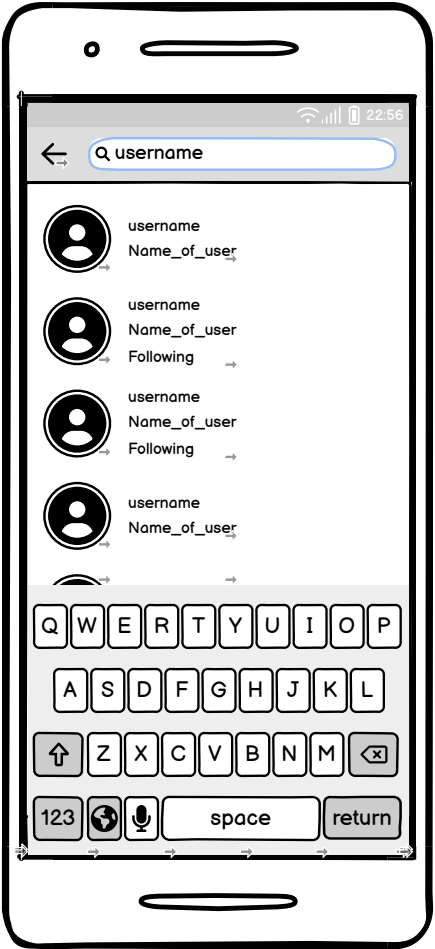 22:56
username
username
Name_of_user
username
Name_of_user
Following
username
Name_of_user
Following
username
Name_of_user
Q W E R T Y U I O P
A S D F G H J K L
Z X C V B N M
123 space return